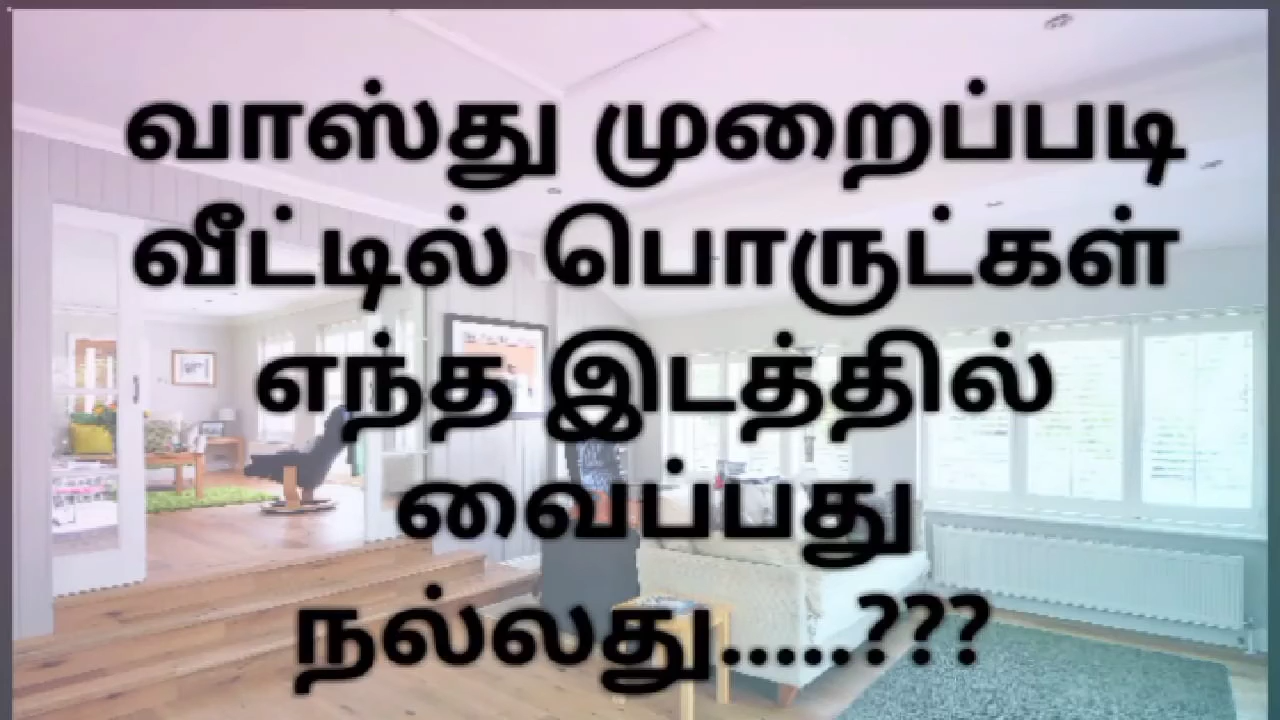 வாஸ்து முறைப்படி
வீட்டில் பொருட்கள்
எந்த இடத்தில்
வைப்பது
நல்லது.....???